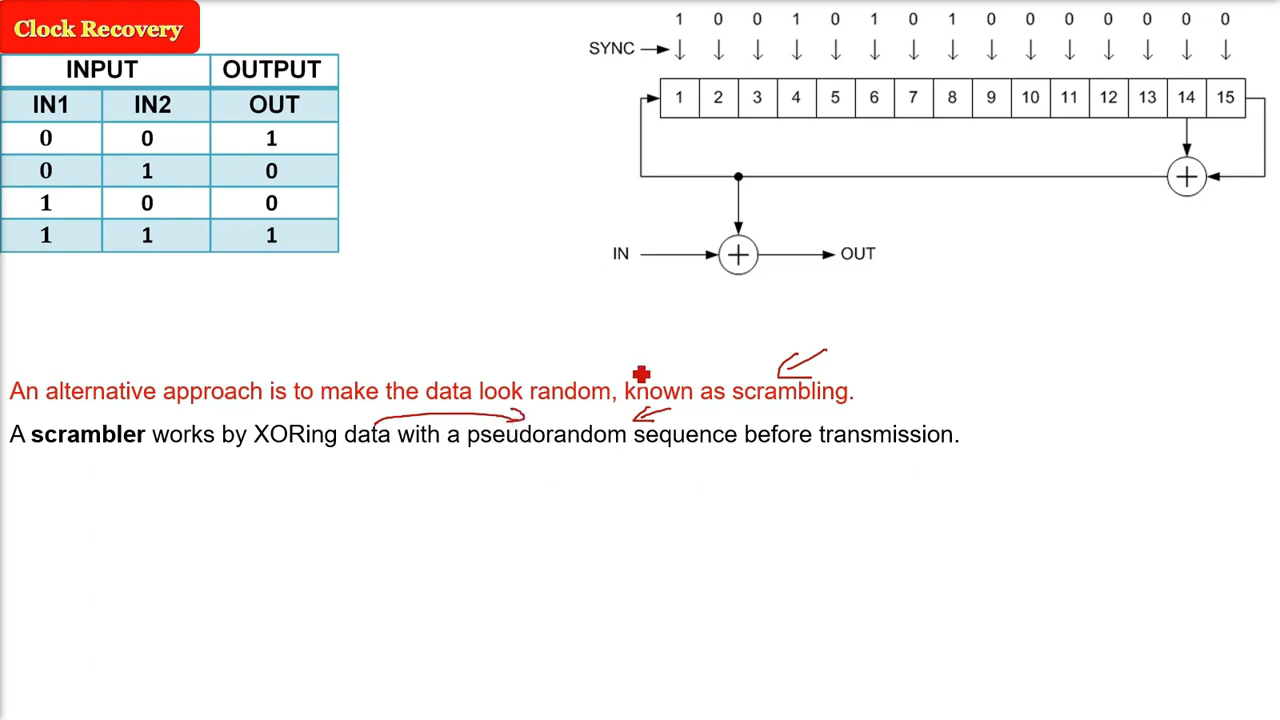 Clock Recovery
INPUT OUTPUT
IN1 IN2 OUT
0 0 1
0 1 0
1 0 0
1 1 1
1 0 0 1 0 1 0 1 0 0 0 0 0 0 0
SYNC
1 2 3 4 5 6 7 8 9 10 11 12 13 14 15
+
IN + OUT
An alternative approach is to make the data look random, known as scrambling.
A scrambler works by XORing data with a pseudorandom sequence before transmission.